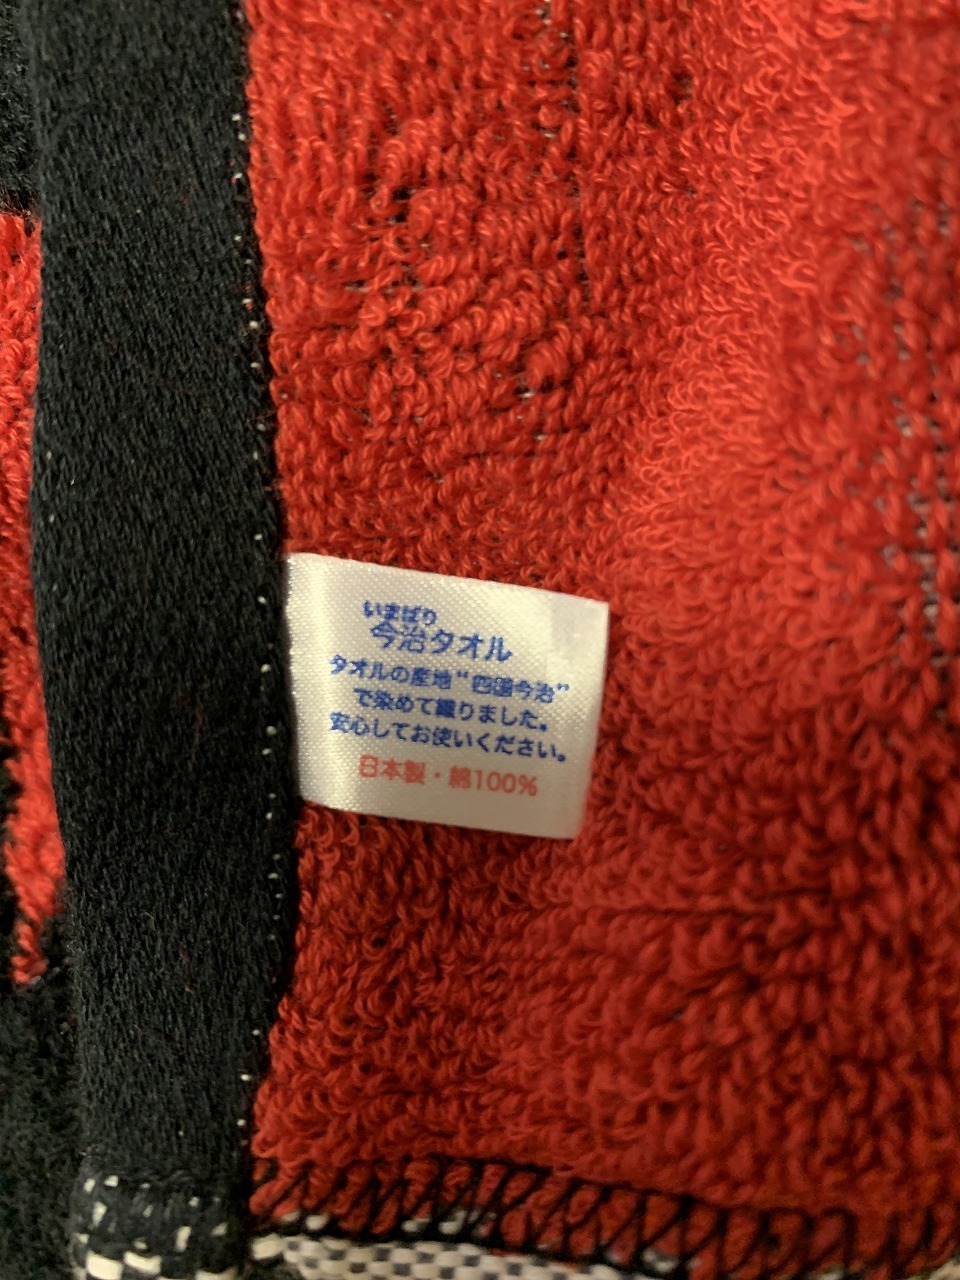 いまばり
今治タオル
タオルの産地"四国今治"
で染めて織りました。
安心してお使いください。
日本製・綿100%